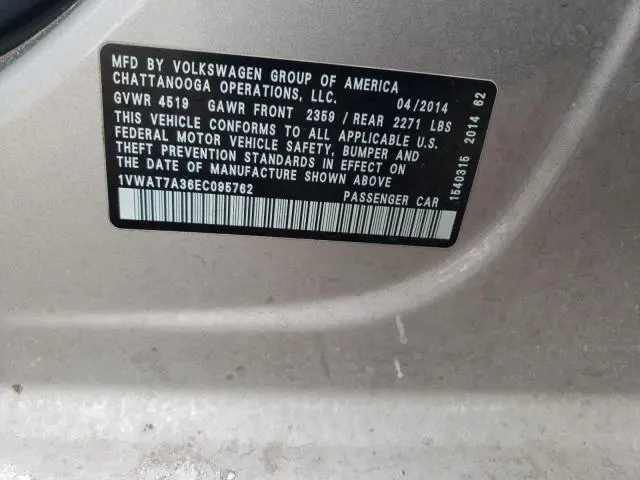 MFD BY VOLKSWAGEN GROUP OF AMERICA
CHATTANOOGA OPERATIONS, LLC. 04/2014
GVWR 4519 GAWR FRONT 2359 / REAR 2271 LBS
THIS VEHICLE CONFORMS TO ALL APPLICABLE U.S.
FEDERAL MOTOR VEHICLE SAFETY, BUMPER AND
THEFT PREVENTION STANDARDS IN EFFECT ON
THE DATE OF MANUFACTURE SHOWN ABOVE
1VWAT7A36EC095762 PASSENGER CAR
1540315 2014 62